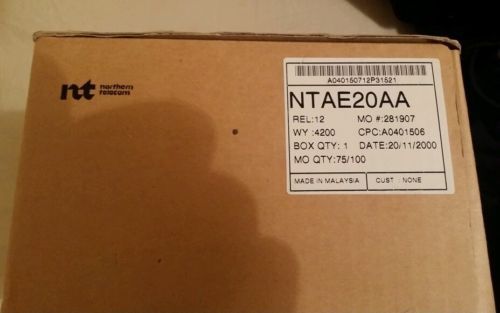 nt northern
telecom
A040150712P31521
NTAE20AA
REL:12 MO #:281907
WY :4200 CPC:A0401506
BOX QTY: 1 DATE:20/11/2000
MO QTY:75/100
MADE IN MALAYSIA CUST : NONE